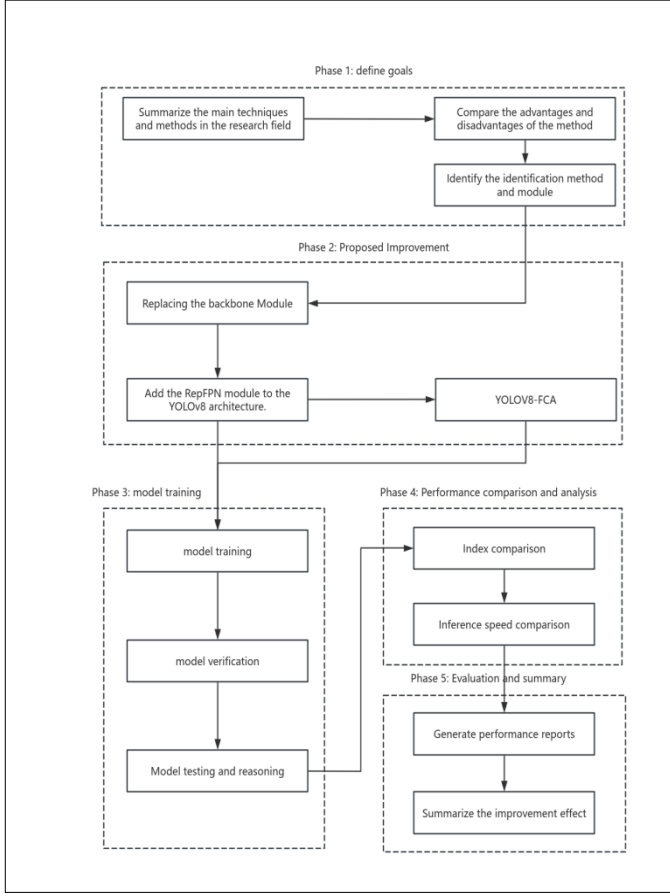 Phase 1: define goals
Summarize the main techniques
and methods in the research field
Compare the advantages and
disadvantages of the method
Identify the identification method
and module
Phase 2: Proposed Improvement
Replacing the backbone Module
Add the RepFPN module to the
YOLOv8 architecture.
YOLOV8-FCA
Phase 3: model training
model training
model verification
Model testing and reasoning
Phase 4: Performance comparison and analysis
Index comparison
Inference speed comparison
Phase 5: Evaluation and summary
Generate performance reports
Summarize the improvement effect